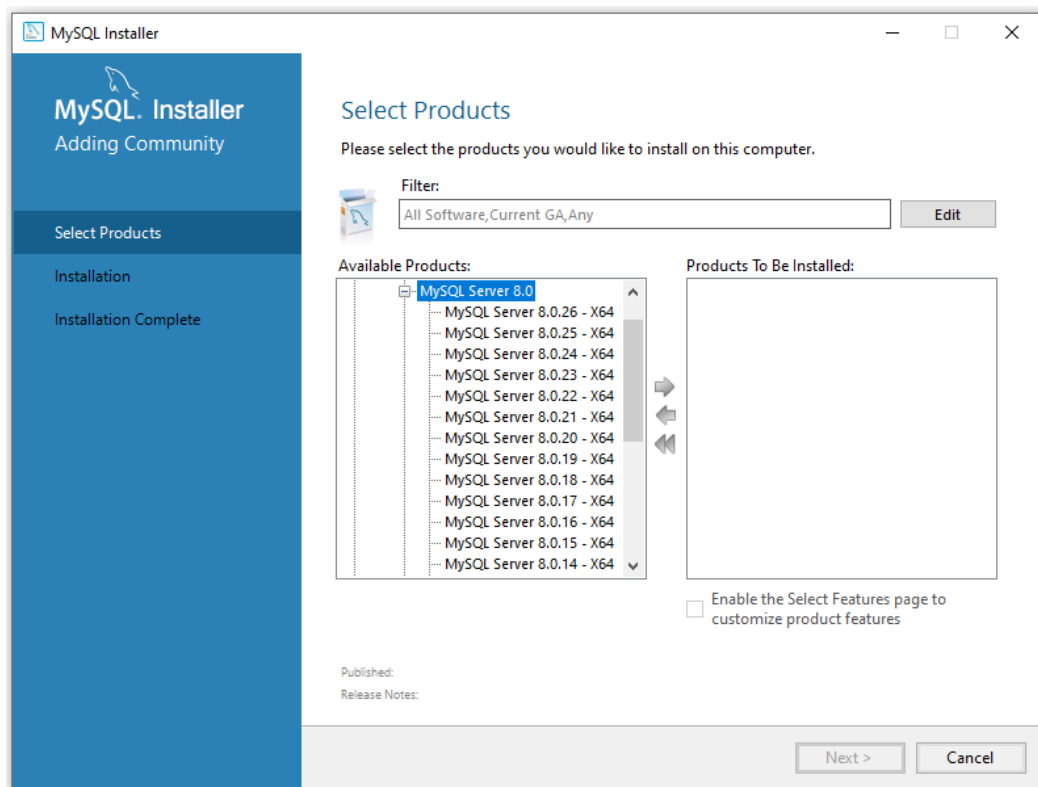 MySQL Installer
MySQL. Installer
Adding Community
Select Products
Installation
Installation Complete
Select Products
Please select the products you would like to install on this computer.
Filter:
All Software,Current GA,Any
Edit
Available Products:
MySQL Server 8.0
MySQL Server 8.0.26 - X64
MySQL Server 8.0.25 - X64
MySQL Server 8.0.24 - X64
MySQL Server 8.0.23 - X64
MySQL Server 8.0.22 - X64
MySQL Server 8.0.21 - X64
MySQL Server 8.0.20 - X64
MySQL Server 8.0.19 - X64
MySQL Server 8.0.18 - X64
MySQL Server 8.0.17 - X64
MySQL Server 8.0.16 - X64
MySQL Server 8.0.15 - X64
MySQL Server 8.0.14 - X64
Products To Be Installed:
Enable the Select Features page to
customize product features
Published:
Release Notes:
Next >
Cancel